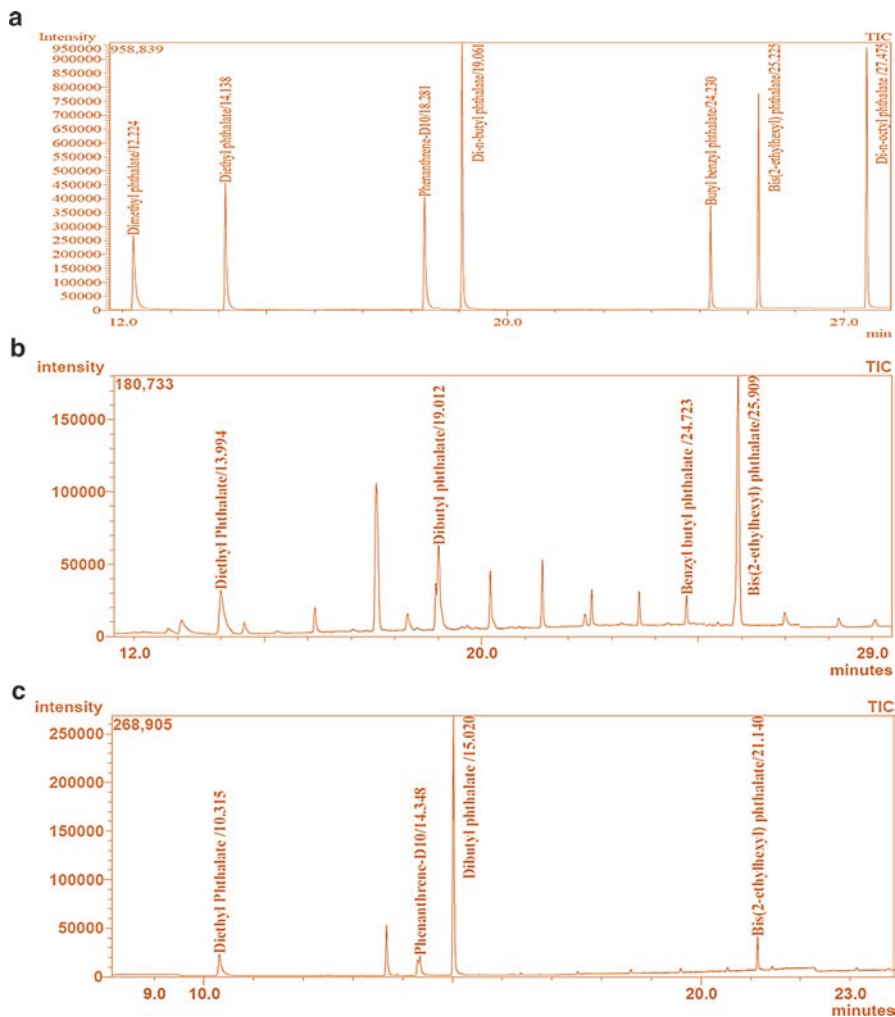 a
Intensity
TIC
958,839
950000
900000
850000
800000
750000
700000
650000
600000
550000
500000
450000
400000
350000
300000
250000
200000
150000
100000
50000
0
Dimethyl phthalate/12.224
Diethyl phthalate/14.138
Phenanthrene-D10/18.281
Di-n-butyl phthalate/19.061
Butyl benzyl phthalate/24.230
Bis(2-ethylhexyl) phthalate/25.225
Di-n-octyl phthalate /27.475
12.0
20.0
27.0
min
b
intensity
TIC
180,733
150000
100000
50000
0
Diethyl Phthalate/13.994
Dibutyl phthalate/19.012
Benzyl butyl phthalate /24.723
Bis(2-ethylhexyl) phthalate/25.909
12.0
20.0
29.0
minutes
c
intensity
TIC
268,905
250000
200000
150000
100000
50000
0
Diethyl Phthalate /10.315
Phenanthrene-D10/14.348
Dibutyl phthalate /15.020
Bis(2-ethylhexyl) phthalate/21.140
9.0
10.0
20.0
23.0
minutes